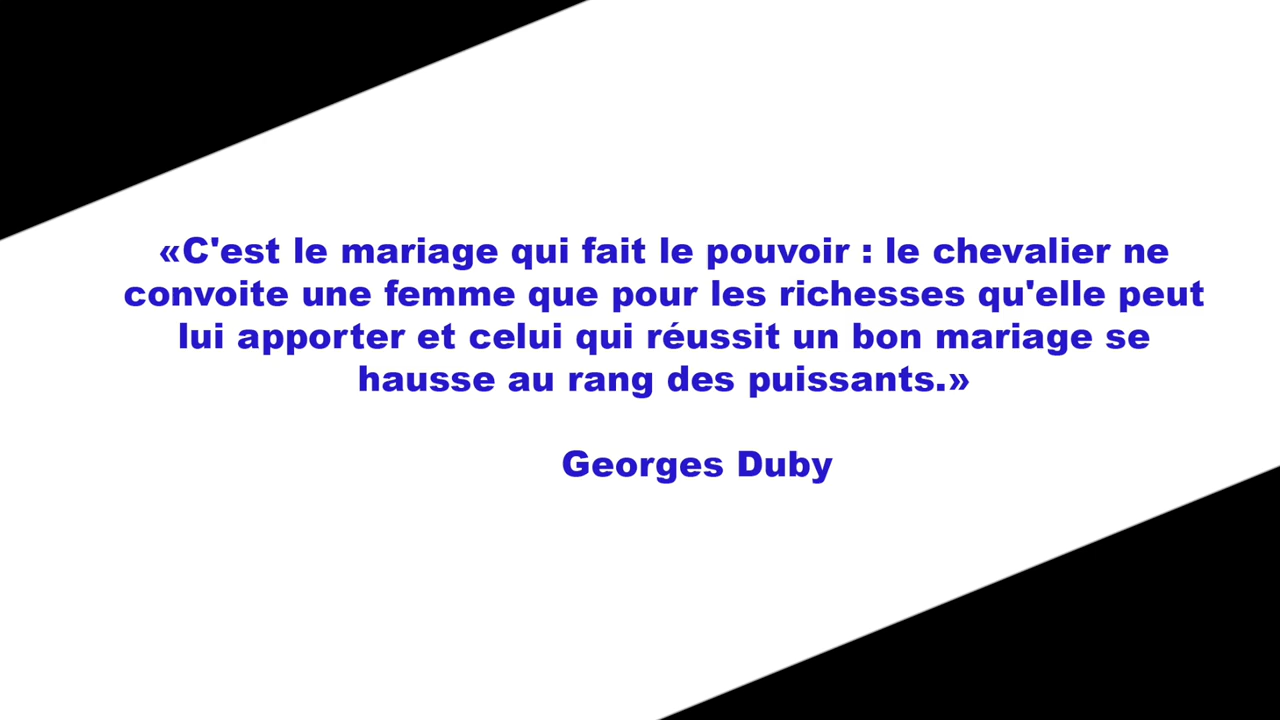 «C'est le mariage qui fait le pouvoir : le chevalier ne
convoite une femme que pour les richesses qu'elle peut
lui apporter et celui qui réussit un bon mariage se
hausse au rang des puissants.»
Georges Duby